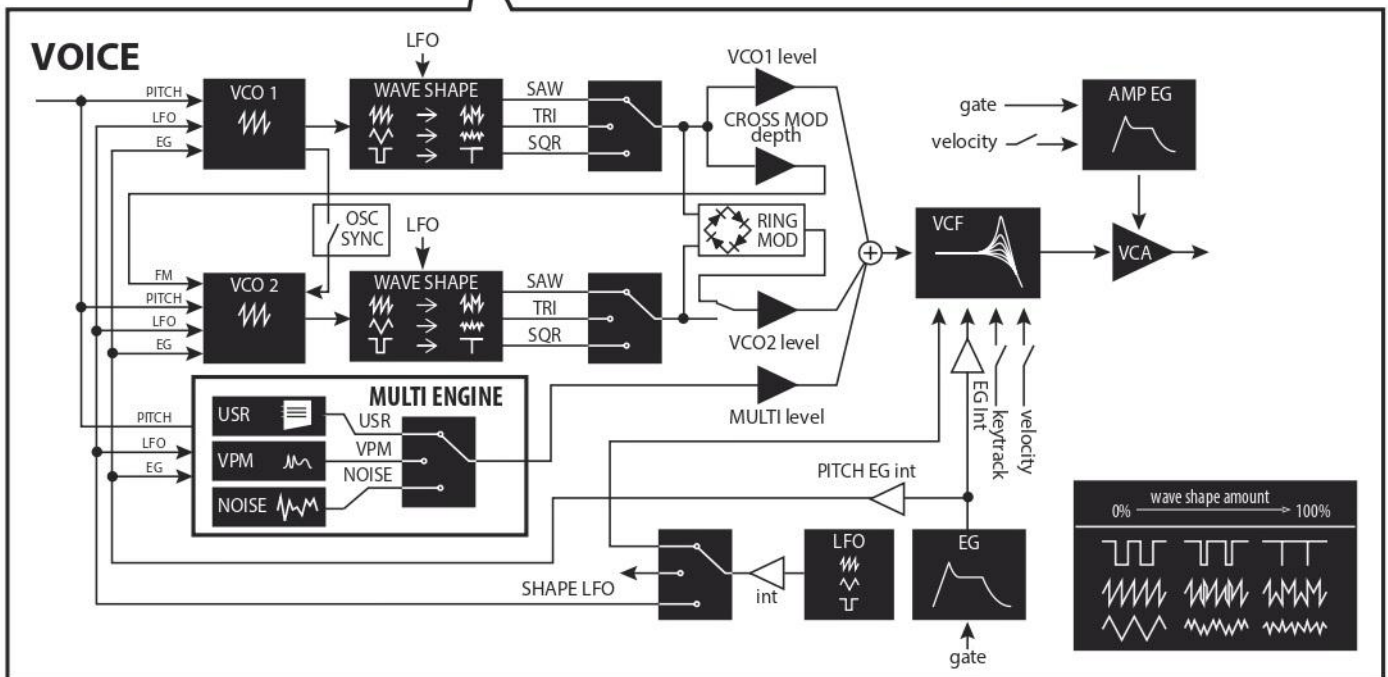 VOICE
LFO
VCO1 level
PITCH
VCO 1
WAVE SHAPE
SAW
AMP EG
LFO
TRI
CROSS MOD
depth
gate
EG
SQR
velocity
OSC
SYNC
LFO
RING
MOD
VCF
VCA
FM
VCO 2
WAVE SHAPE
SAW
PITCH
TRI
LFO
SQR
VCO2 level
EG
MULTI ENGINE
PITCH
USR
USR
MULTI level
EG Int
keytrack
velocity
LFO
VPM
VPM
EG
NOISE
PITCH EG int
NOISE
wave shape amount
0%
100%
LFO
EG
SHAPE LFO
int
gate